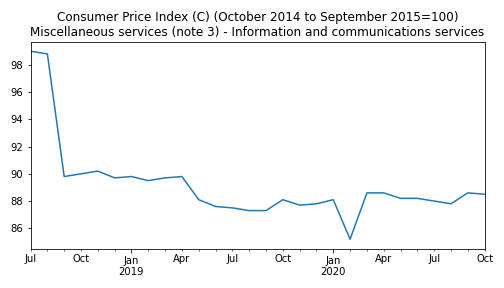 Consumer Price Index (C) (October 2014 to September 2015=100)
Miscellaneous services (note 3) - Information and communications services
98
96
94
92
90
88
86
Jul Oct Jan Apr Jul Oct Jan Apr Jul Oct
2019 2020